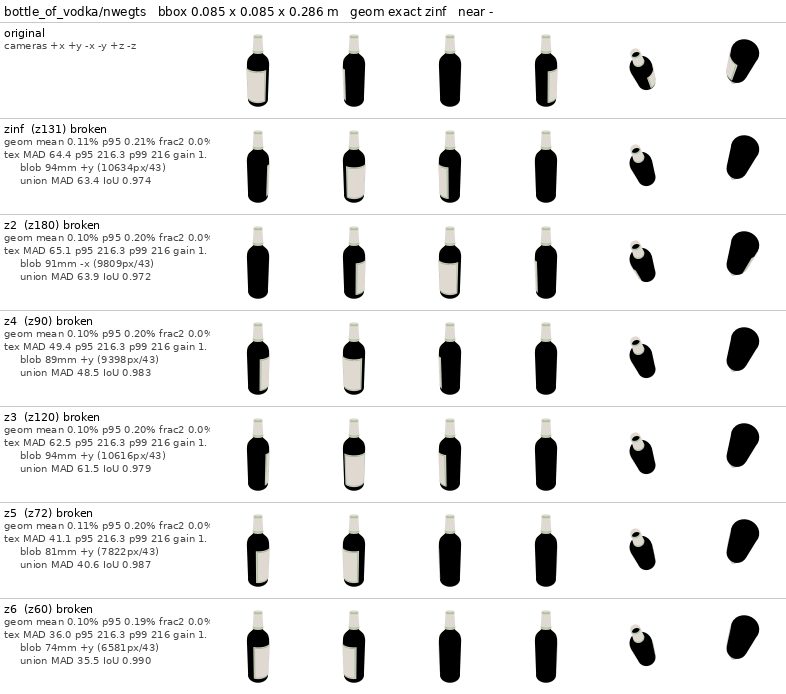 bottle_of_vodka/nwegts bbox 0.085 x 0.085 x 0.286 m geom exact zinf near -
original
cameras +x +y -x -y +z -z
zinf (z131) broken
geom mean 0.11% p95 0.21% frac2 0.0%
tex MAD 64.4 p95 216.3 p99 216 gain 1.
blob 94mm +y (10634px/43)
union MAD 63.4 IoU 0.974
z2 (z180) broken
geom mean 0.10% p95 0.20% frac2 0.0%
tex MAD 65.1 p95 216.3 p99 216 gain 1.
blob 91mm -x (9809px/43)
union MAD 63.9 IoU 0.972
z4 (z90) broken
geom mean 0.10% p95 0.20% frac2 0.0%
tex MAD 49.4 p95 216.3 p99 216 gain 1.
blob 89mm +y (9398px/43)
union MAD 48.5 IoU 0.983
z3 (z120) broken
geom mean 0.10% p95 0.20% frac2 0.0%
tex MAD 62.5 p95 216.3 p99 216 gain 1.
blob 94mm +y (10616px/43)
union MAD 61.5 IoU 0.979
z5 (z72) broken
geom mean 0.11% p95 0.20% frac2 0.0%
tex MAD 41.1 p95 216.3 p99 216 gain 1.
blob 81mm +y (7822px/43)
union MAD 40.6 IoU 0.987
z6 (z60) broken
geom mean 0.10% p95 0.19% frac2 0.0%
tex MAD 36.0 p95 216.3 p99 216 gain 1.
blob 74mm +y (6581px/43)
union MAD 35.5 IoU 0.990